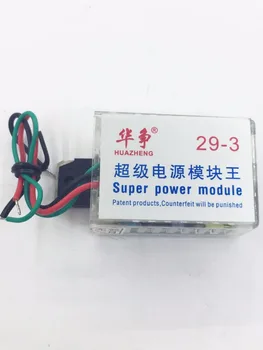 华争
HUAZHENG
29-3
超级电源模块王
Super power module
Patent products,Counterfeit will be punished